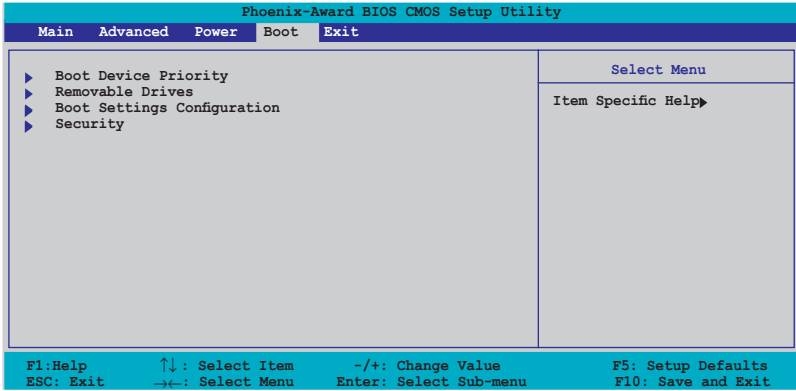 Phoenix-Award BIOS CMOS Setup Utility
Main Advanced Power Boot Exit
Boot Device Priority
Removable Drives
Boot Settings Configuration
Security
Select Menu
Item Specific Help
F1:Help ↑↓ : Select Item -/+: Change Value F5: Setup Defaults
ESC: Exit →←: Select Menu Enter: Select Sub-menu F10: Save and Exit